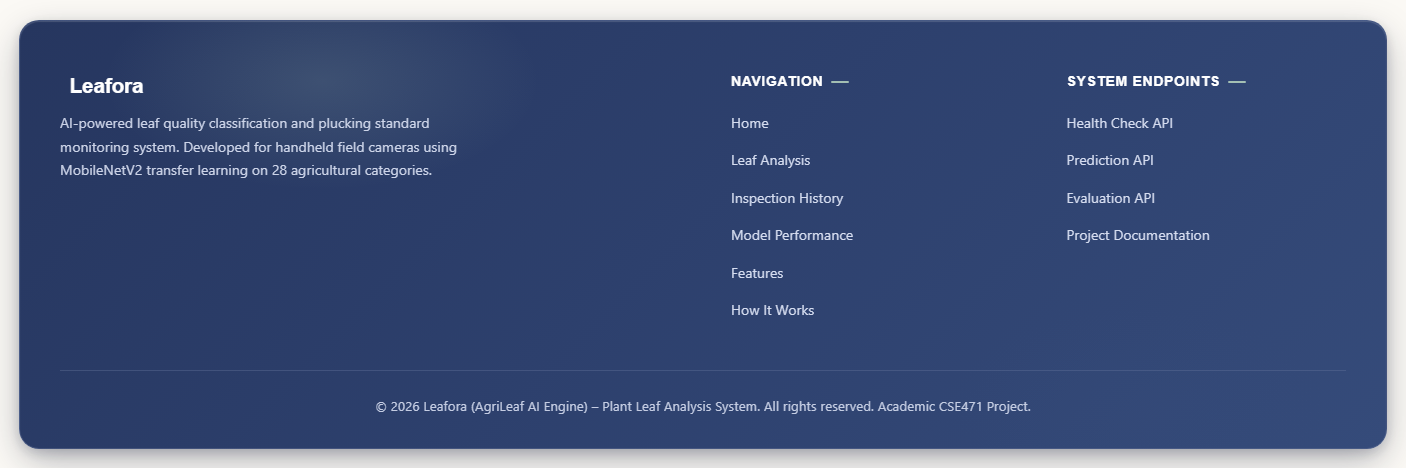 Leafora
AI-powered leaf quality classification and plucking standard
monitoring system. Developed for handheld field cameras using
MobileNetV2 transfer learning on 28 agricultural categories.
NAVIGATION
Home
Leaf Analysis
Inspection History
Model Performance
Features
How It Works
SYSTEM ENDPOINTS
Health Check API
Prediction API
Evaluation API
Project Documentation
© 2026 Leafora (AgriLeaf AI Engine) – Plant Leaf Analysis System. All rights reserved. Academic CSE471 Project.